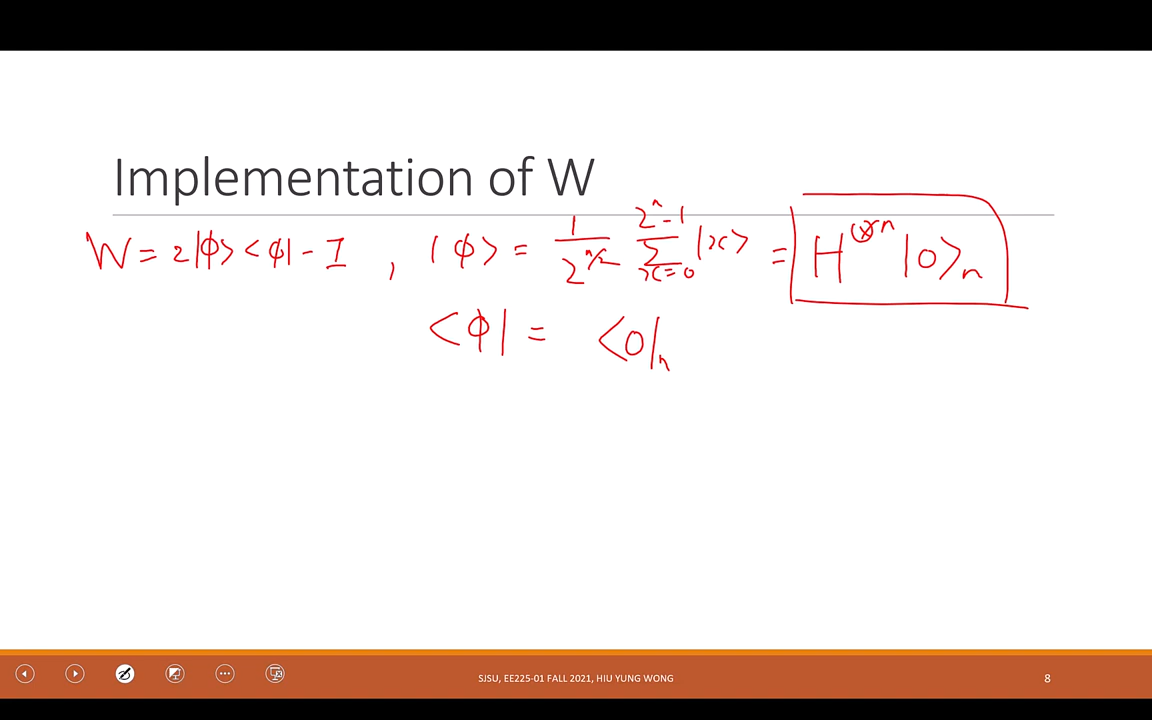 Implementation of W
W = 2|φ><φ| - I , |φ> = 1/2^{n/2} Σ_{x=0}^{2^n-1} |x> = H^{⊗n} |0>_n
<φ| = <0|_n
SJSU, EE225-01 FALL 2021, HIU YUNG WONG
8